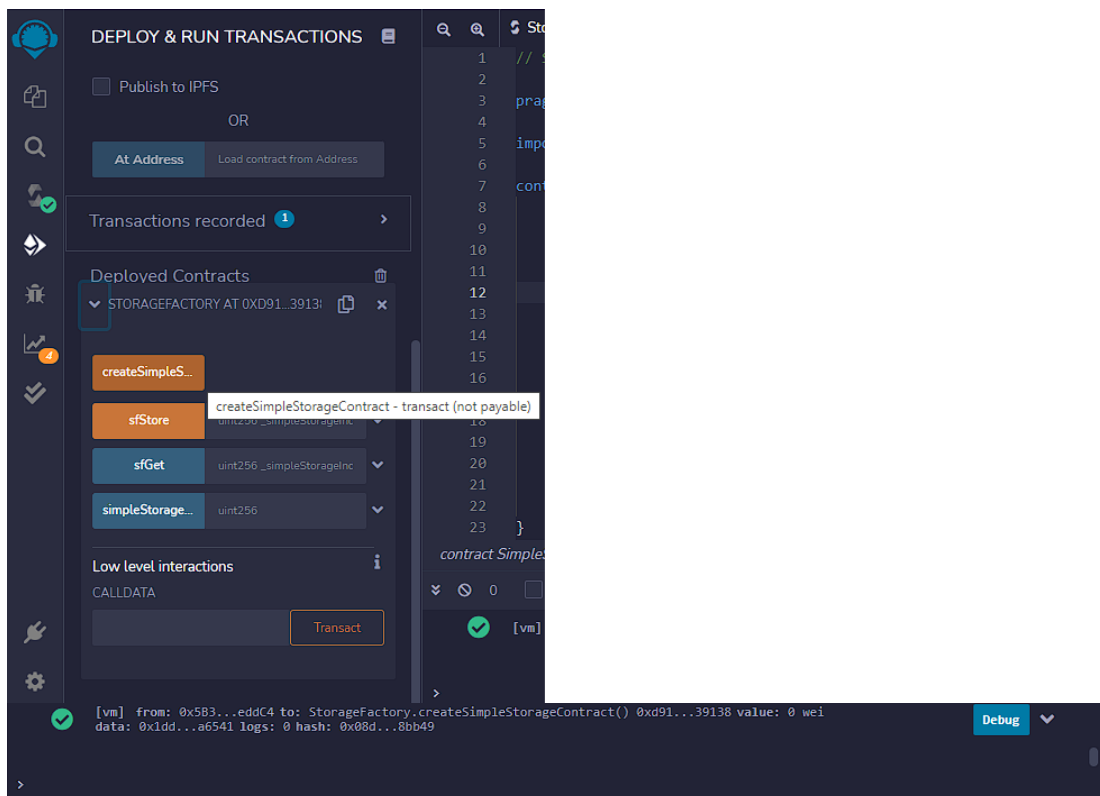 DEPLOY & RUN TRANSACTIONS
Publish to IPFS
OR
At Address
Load contract from Address
Transactions recorded
1
Deployed Contracts
STORAGEFACTORY AT 0XD91...39138
4
createSimpleS...
createSimpleStorageContract - transact (not payable)
sfStore
uint256 _simpleStorageInc
sfGet
uint256 _simpleStorageInc
simpleStorage...
uint256
Low level interactions
i
CALLDATA
Transact
1 //
2
3 prag
4
5 impo
6
7 cont
8
9
10
11
12
13
14
15
16
18
19
20
21
22
23 }
contract Simple
0
[vm]
>
[vm] from: 0x5B3...eddC4 to: StorageFactory.createSimpleStorageContract() 0xd91...39138 value: 0 wei
data: 0x1dd...a6541 logs: 0 hash: 0x08d...8bb49
Debug
>